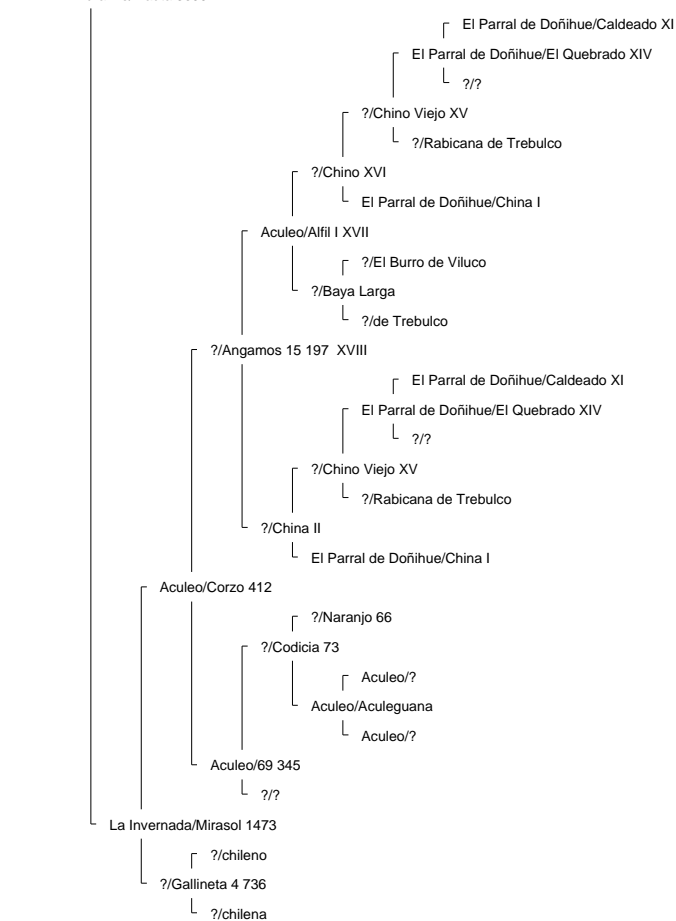 El Parral de Doñihue/Caldeado XI
El Parral de Doñihue/El Quebrado XIV
?/?
?/Chino Viejo XV
?/Rabicana de Trebulco
?/Chino XVI
El Parral de Doñihue/China I
Aculeo/Alfil I XVII
?/El Burro de Viluco
?/Baya Larga
?/de Trebulco
?/Angamos 15 197 XVIII
El Parral de Doñihue/Caldeado XI
El Parral de Doñihue/El Quebrado XIV
?/?
?/Chino Viejo XV
?/Rabicana de Trebulco
?/China II
El Parral de Doñihue/China I
Aculeo/Corzo 412
?/Naranjo 66
?/Codicia 73
Aculeo/?
Aculeo/Aculeguana
Aculeo/?
Aculeo/69 345
?/?
La Invernada/Mirasol 1473
?/chileno
?/Gallineta 4 736
?/chilena